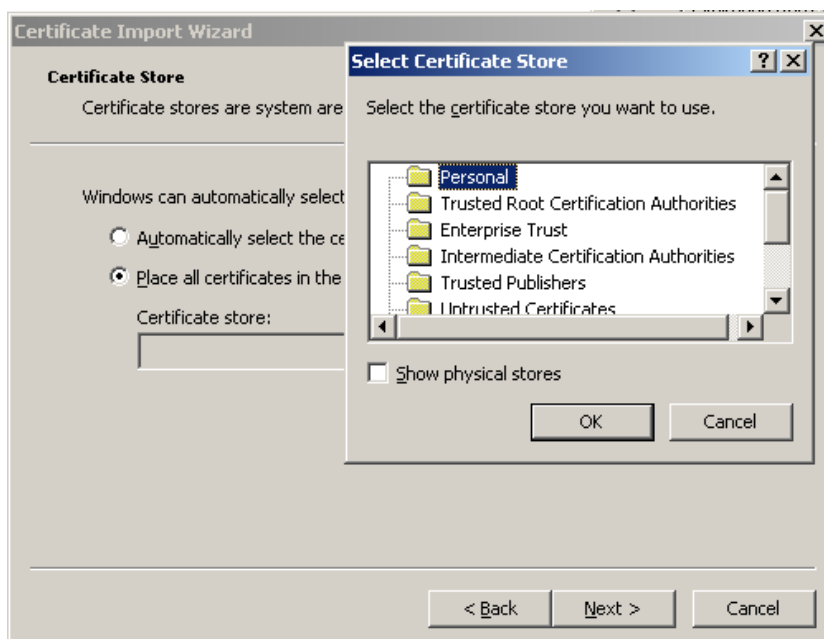 Certificate Import Wizard
Certificate Store
Certificate stores are system are
Windows can automatically select
Automatically select the ce
Place all certificates in the
Certificate store:
< Back
Next >
Cancel
Select Certificate Store
Select the certificate store you want to use.
Personal
Trusted Root Certification Authorities
Enterprise Trust
Intermediate Certification Authorities
Trusted Publishers
Untrusted Certificates
Show physical stores
OK
Cancel